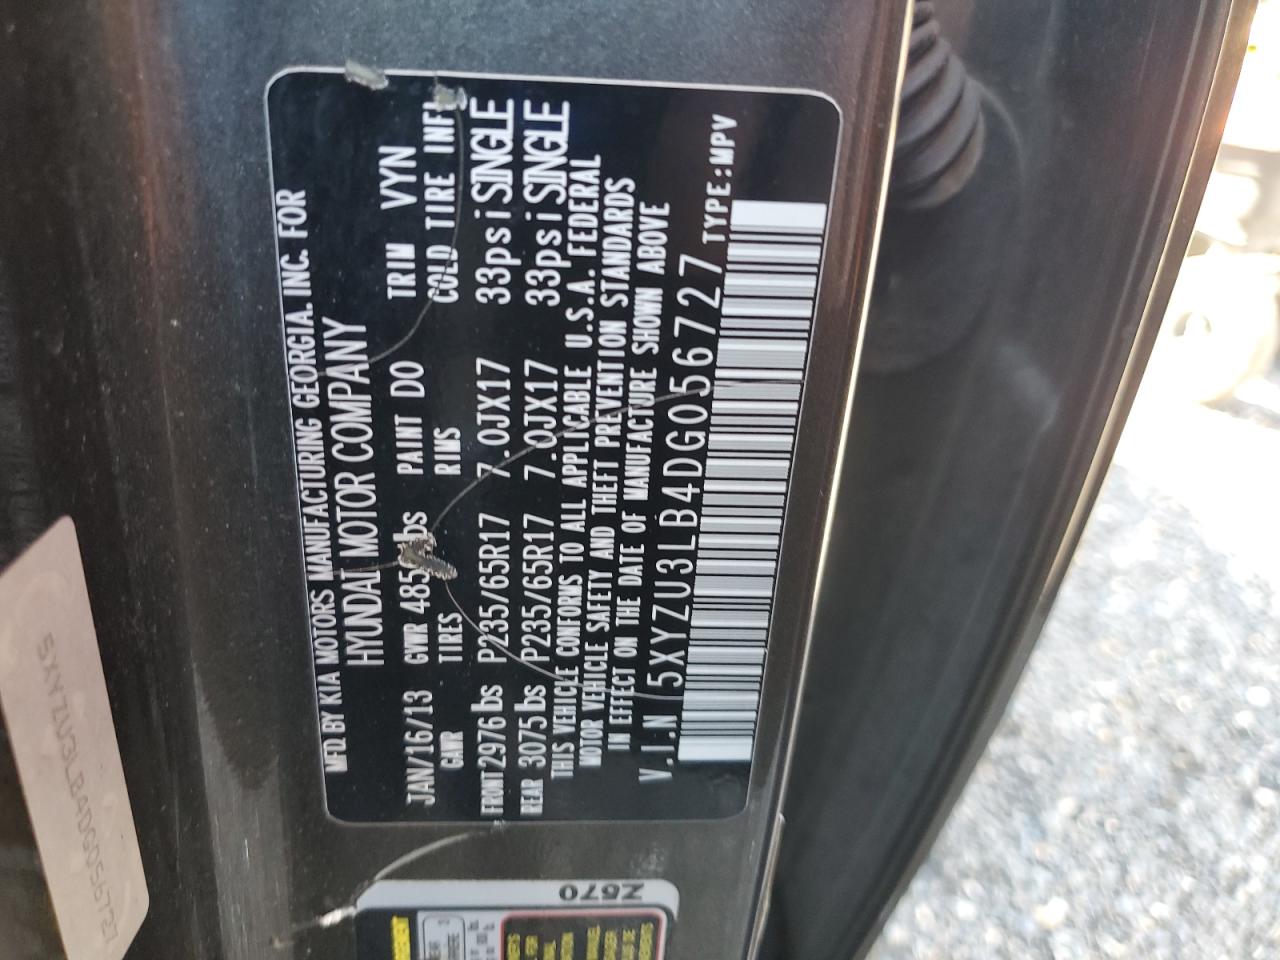 MFD BY KIA MOTORS MANUFACTURING GEORGIA. INC. FOR
HYUNDAI MOTOR COMPANY
JAN/16/13 GVWR 485 lbs PAINT DO TRIM VYN
GAWR TIRES RIMS COLD TIRE INFL
FRONT 2976 lbs P235/65R17 7.0JX17 33psi SINGLE
REAR 3075 lbs P235/65R17 7.0JX17 33psi SINGLE
THIS VEHICLE CONFORMS TO ALL APPLICABLE U.S.A. FEDERAL
MOTOR VEHICLE SAFETY AND THEFT PREVENTION STANDARDS
IN EFFECT ON THE DATE OF MANUFACTURE SHOWN ABOVE
V.I.N 5XYZU3LB4DG056727 TYPE:MPV
5XYZU3LB4DG056727
Z570